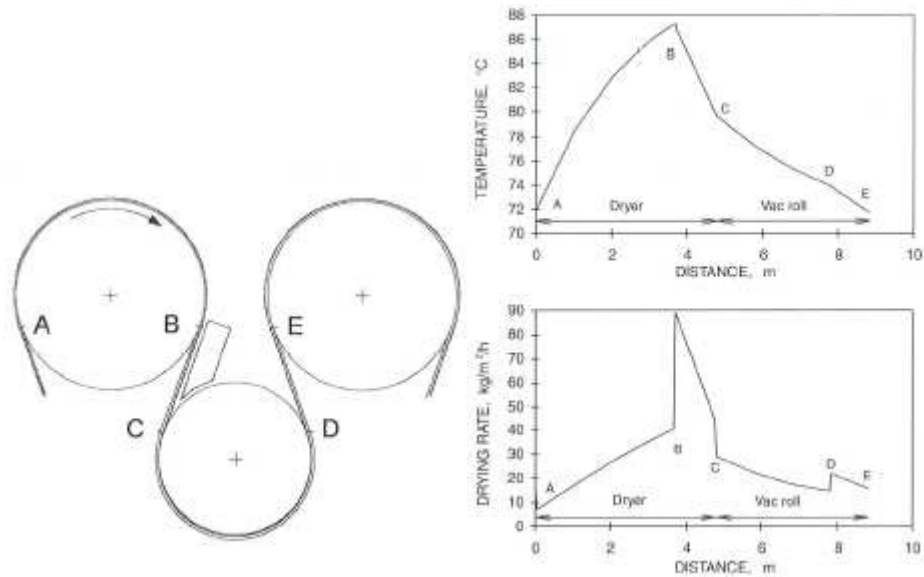 A
B
E
C
D
88
86
84
82
80
78
76
74
72
70
TEMPERATURE, °C
A
B
C
D
E
Dryer
Vac roll
0
2
4
6
8
10
DISTANCE, m
90
80
70
60
50
40
30
20
10
0
DRYING RATE, kg/m²/h
A
B
C
D
E
Dryer
Vac roll
0
2
4
6
8
10
DISTANCE, m